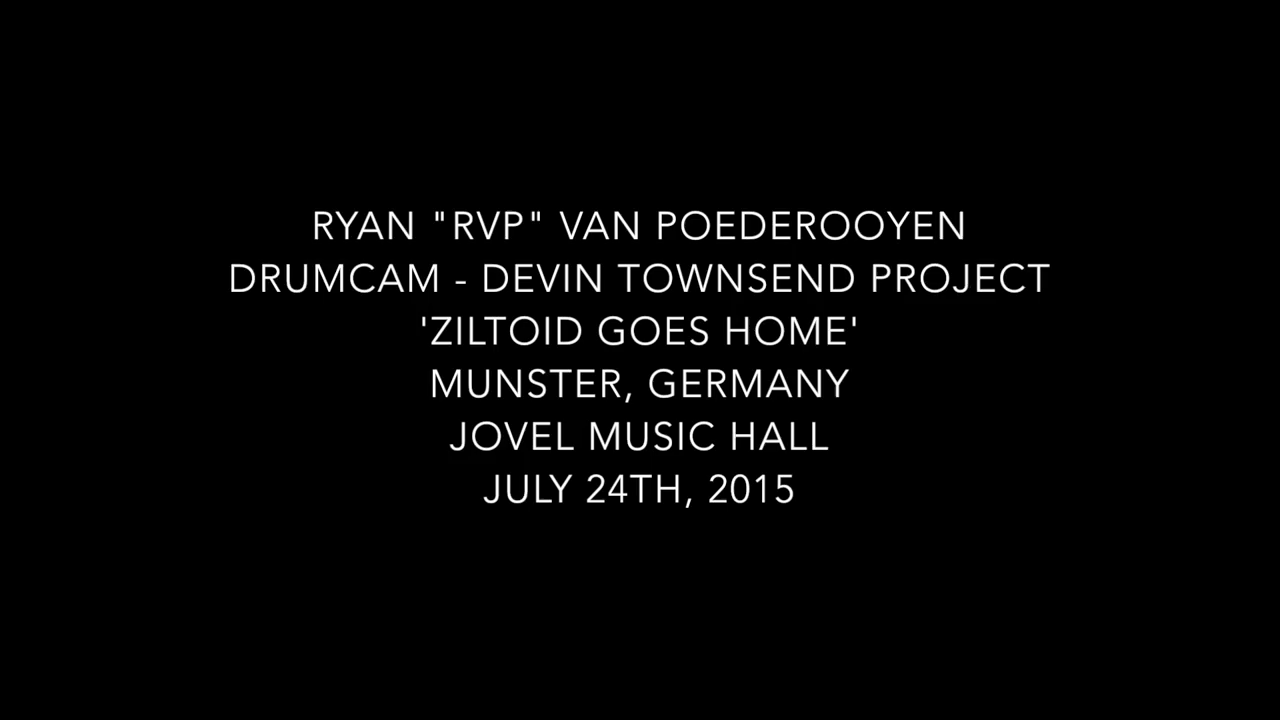 RYAN "RVP" VAN POEDEROOYEN
DRUMCAM - DEVIN TOWNSEND PROJECT
'ZILTOID GOES HOME'
MUNSTER, GERMANY
JOVEL MUSIC HALL
JULY 24TH, 2015